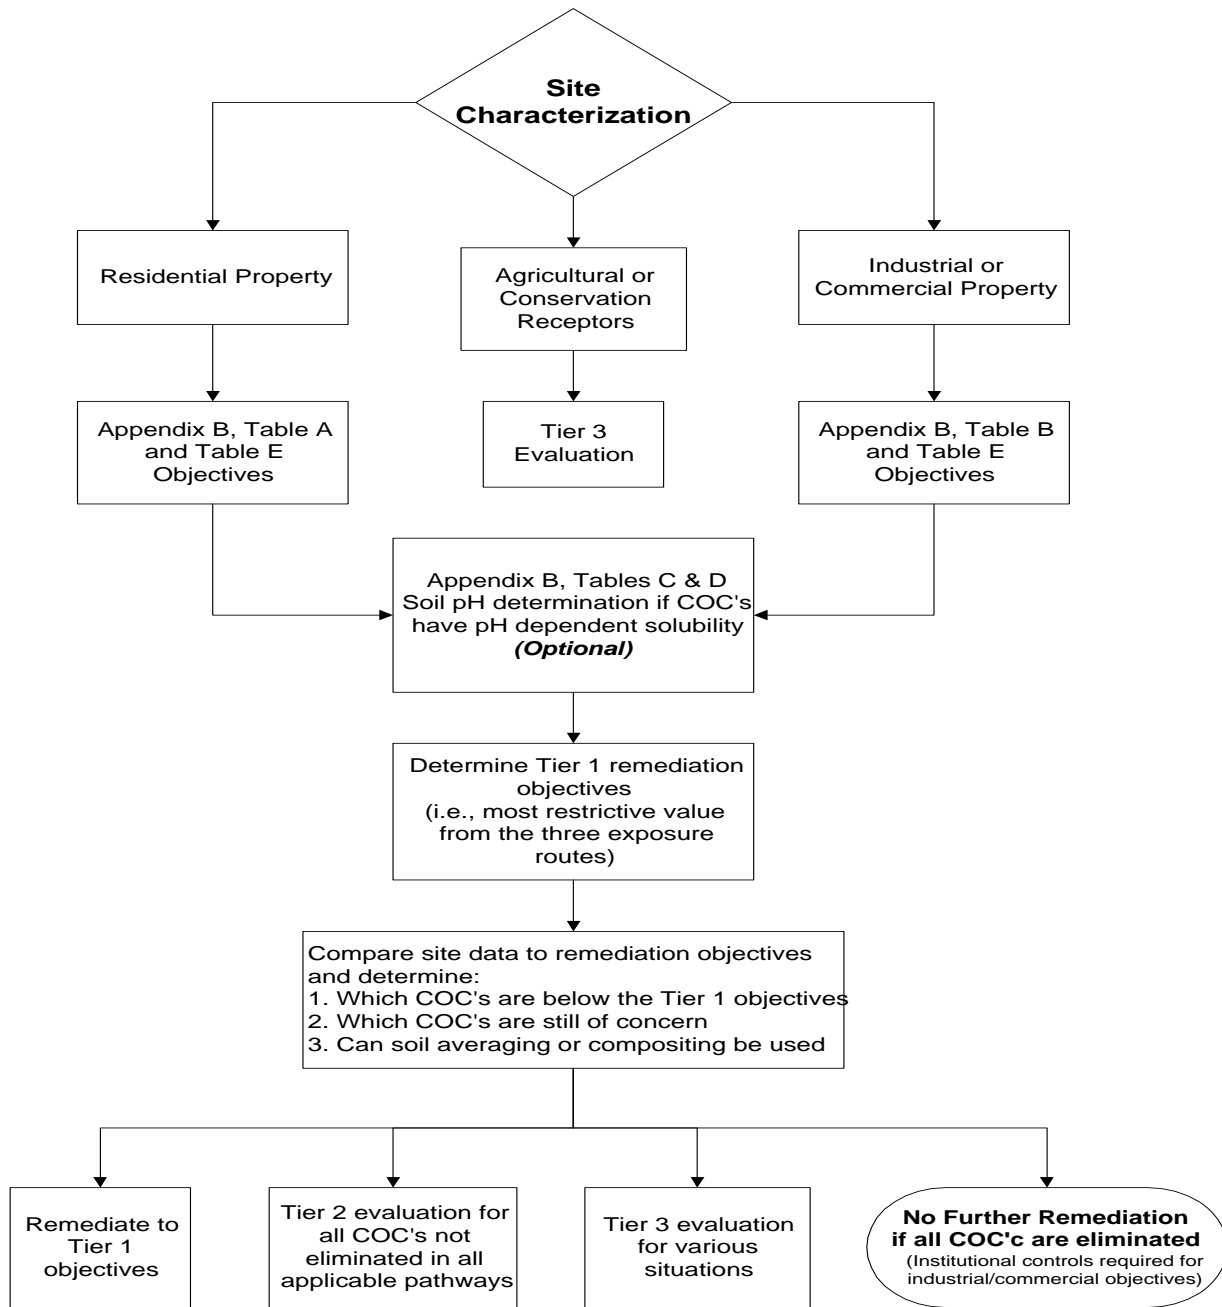 Site
Characterization
Residential Property
Agricultural or
Conservation
Receptors
Industrial or
Commercial Property
Appendix B, Table A
and Table E
Objectives
Tier 3
Evaluation
Appendix B, Table B
and Table E
Objectives
Appendix B, Tables C & D
Soil pH determination if COC's
have pH dependent solubility
(Optional)
Determine Tier 1 remediation
objectives
(i.e., most restrictive value
from the three exposure
routes)
Compare site data to remediation objectives
and determine:
1. Which COC's are below the Tier 1 objectives
2. Which COC's are still of concern
3. Can soil averaging or compositing be used
Remediate to
Tier 1
objectives
Tier 2 evaluation for
all COC's not
eliminated in all
applicable pathways
Tier 3 evaluation
for various
situations
No Further Remediation
if all COC'c are eliminated
(Institutional controls required for
industrial/commercial objectives)